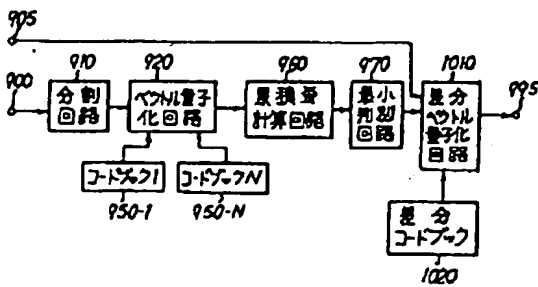 905
900
910
分割
回路
920
ベクトル量子
化回路
960
累積歪
計算回路
970
最小
判別
回路
1010
差分
ベクトル
量子化
回路
995
コードブック1
950-1
コードブックN
950-N
差分
コードブック
1020